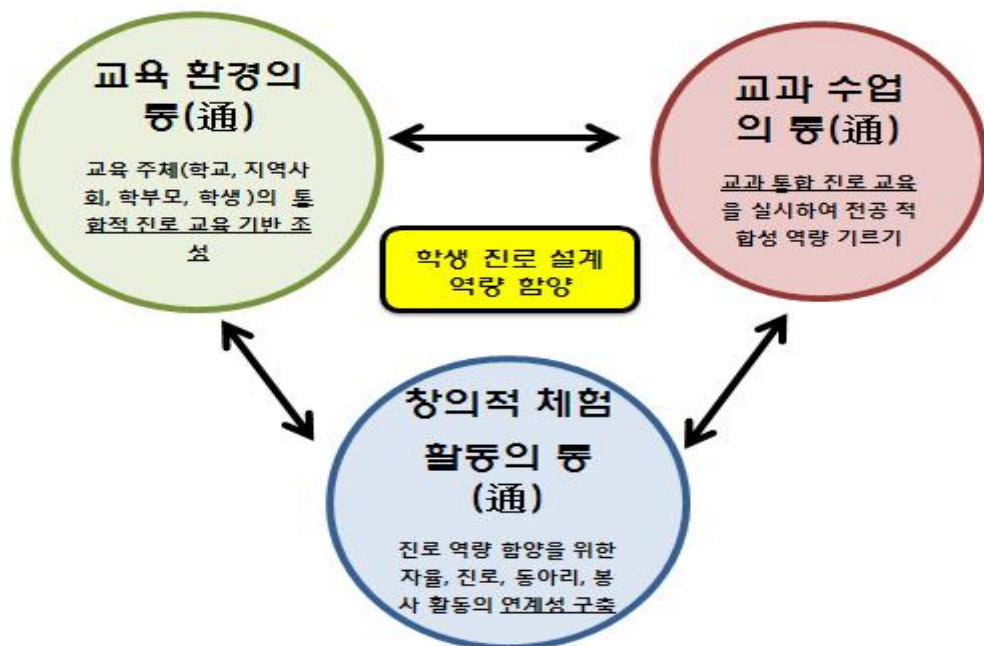 교육 환경의
통(通)
교육 주체(학교, 지역사
회, 학부모, 학생)의 통
합적 진로 교육 기반 조
성
교과 수업
의 통(通)
교과 통합 진로 교육
을 실시하여 전공 적
합성 역량 기르기
학생 진로 설계
역량 함양
창의적 체험
활동의 통
(通)
진로 역량 함양을 위한
자율, 진로, 동아리, 봉
사 활동의 연계성 구축